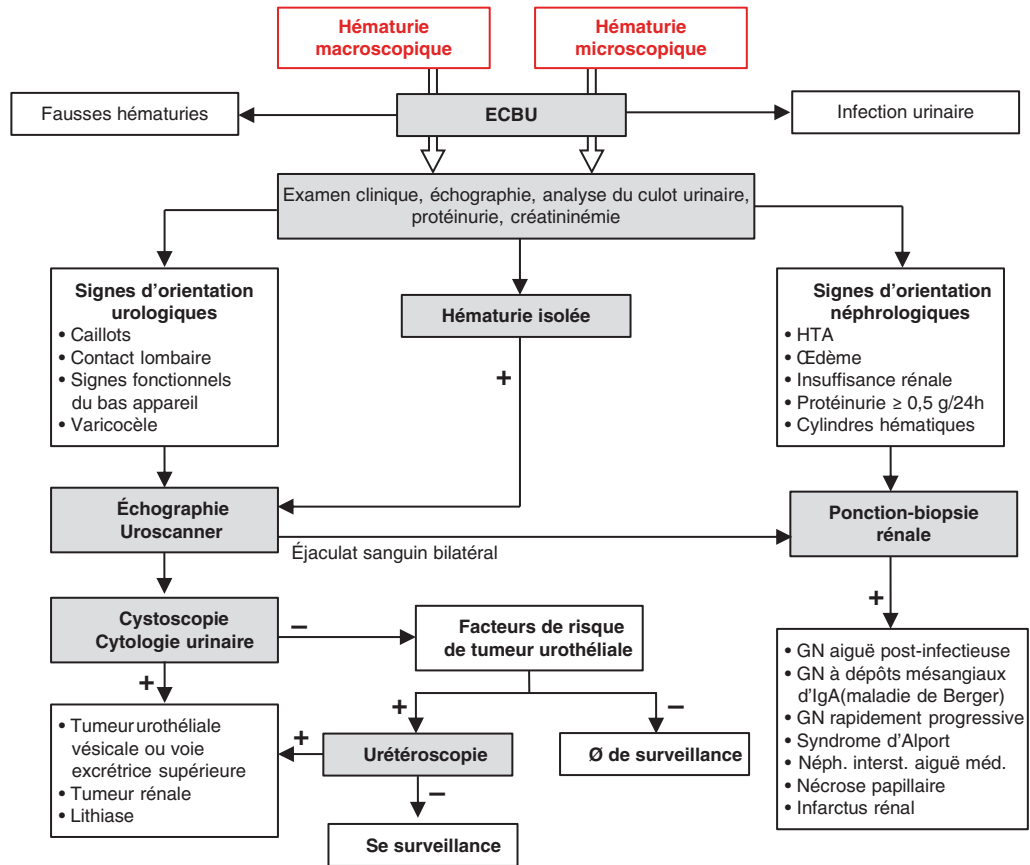 Hématurie
macroscopique
Hématurie
microscopique
Fausses hématuries
ECBU
Infection urinaire
Examen clinique, échographie, analyse du culot urinaire,
protéinurie, créatininémie
Signes d'orientation
urologiques
• Caillots
• Contact lombaire
• Signes fonctionnels
du bas appareil
• Varicocèle
Hématurie isolée
+
Signes d'orientation
néphrologiques
• HTA
• Œdème
• Insuffisance rénale
• Protéinurie ≥ 0,5 g/24h
• Cylindres hématiques
Échographie
Uroscanner
Éjaculat sanguin bilatéral
Ponction-biopsie
rénale
+
Cystoscopie
Cytologie urinaire
–
+
Facteurs de risque
de tumeur urothéliale
+
–
• Tumeur urothéliale
vésicale ou voie
excrétrice supérieure
• Tumeur rénale
• Lithiase
+
Urétéroscopie
–
Ø de surveillance
Se surveillance
• GN aiguë post-infectieuse
• GN à dépôts mésangiaux
d'IgA(maladie de Berger)
• GN rapidement progressive
• Syndrome d'Alport
• Néph. interst. aiguë méd.
• Nécrose papillaire
• Infarctus rénal